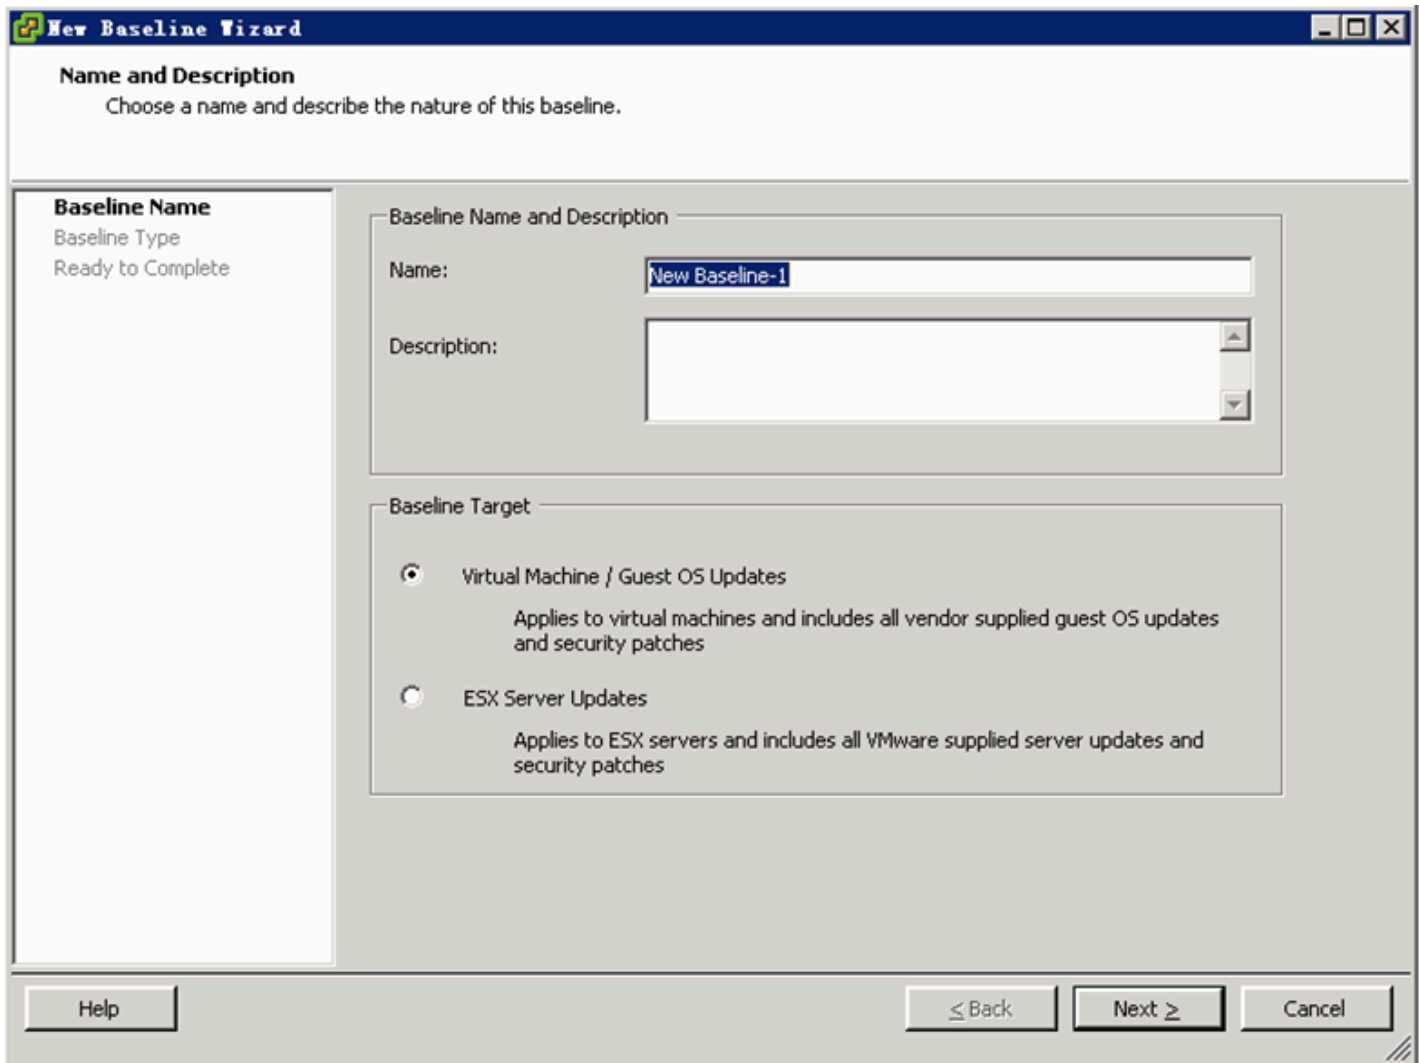 New Baseline Wizard
Name and Description
Choose a name and describe the nature of this baseline.
Baseline Name
Baseline Type
Ready to Complete
Baseline Name and Description
Name:
New Baseline-1
Description:
Baseline Target
Virtual Machine / Guest OS Updates
Applies to virtual machines and includes all vendor supplied guest OS updates
and security patches
ESX Server Updates
Applies to ESX servers and includes all VMware supplied server updates and
security patches
Help
< Back
Next >
Cancel